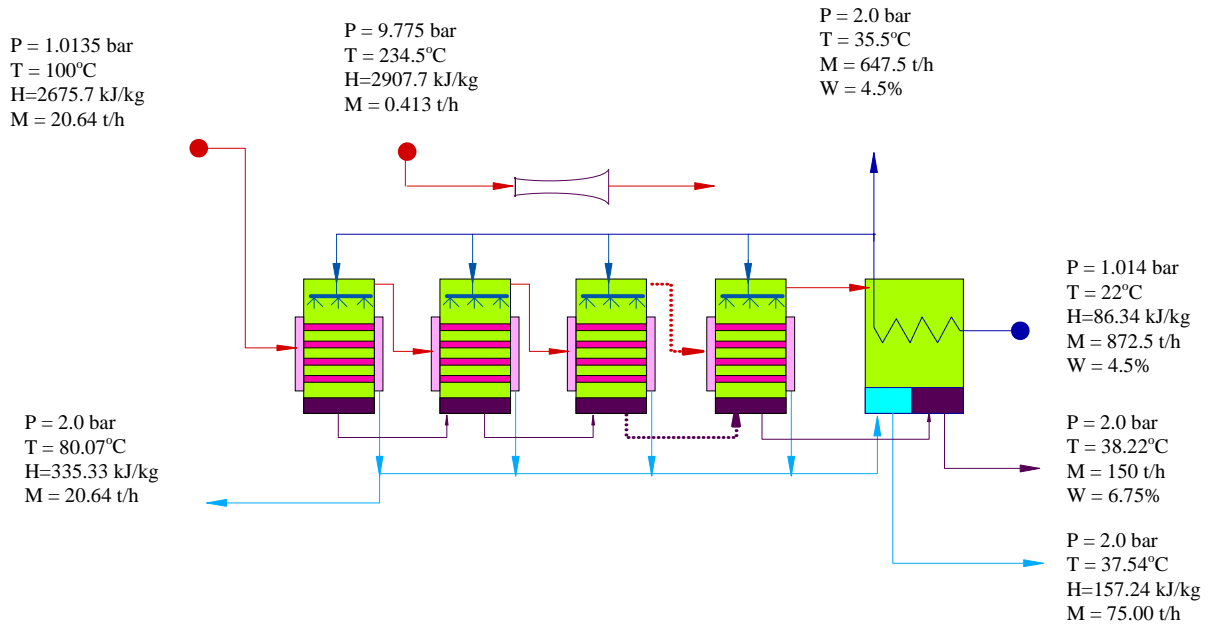 P = 1.0135 bar
T = 100°C
H=2675.7 kJ/kg
M = 20.64 t/h
P = 9.775 bar
T = 234.5°C
H=2907.7 kJ/kg
M = 0.413 t/h
P = 2.0 bar
T = 35.5°C
M = 647.5 t/h
W = 4.5%
P = 1.014 bar
T = 22°C
H=86.34 kJ/kg
M = 872.5 t/h
W = 4.5%
P = 2.0 bar
T = 80.07°C
H=335.33 kJ/kg
M = 20.64 t/h
P = 2.0 bar
T = 38.22°C
M = 150 t/h
W = 6.75%
P = 2.0 bar
T = 37.54°C
H=157.24 kJ/kg
M = 75.00 t/h